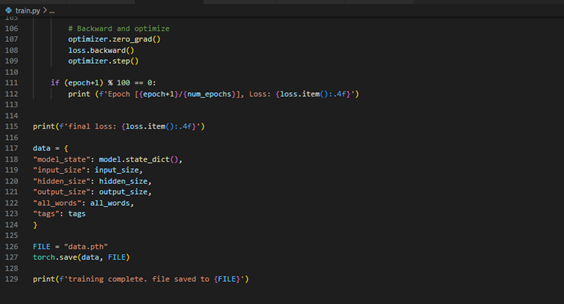 train.py > ...
105
106 # Backward and optimize
107 optimizer.zero_grad()
108 loss.backward()
109 optimizer.step()
110
111 if (epoch+1) % 100 == 0:
112 print (f'Epoch [{epoch+1}/{num_epochs}], Loss: {loss.item():.4f}')
113
114
115 print(f'final loss: {loss.item():.4f}')
116
117 data = {
118 "model_state": model.state_dict(),
119 "input_size": input_size,
120 "hidden_size": hidden_size,
121 "output_size": output_size,
122 "all_words": all_words,
123 "tags": tags
124 }
125
126 FILE = "data.pth"
127 torch.save(data, FILE)
128
129 print(f'training complete. file saved to {FILE}')